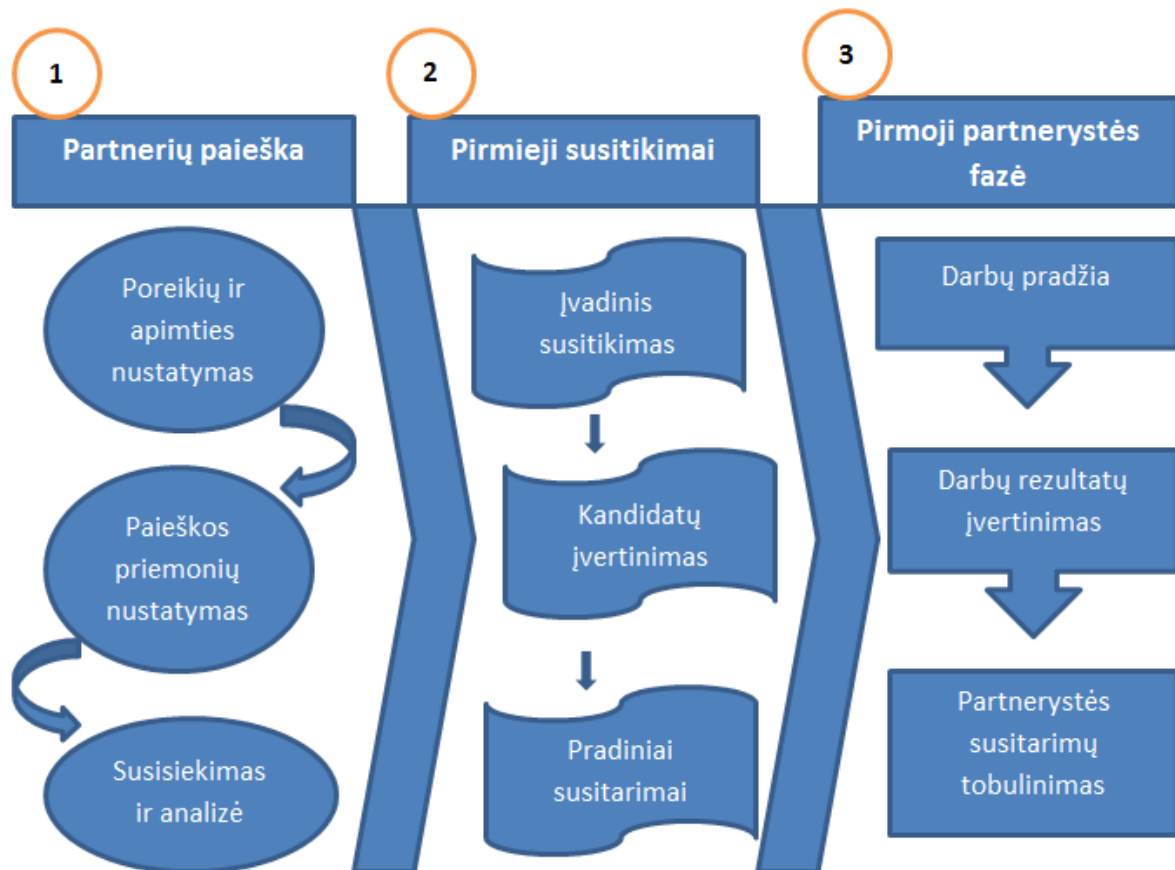 1
Partnerių paieška
Poreikių ir
apimties
nustatymas
Paieškos
priemonių
nustatymas
Susisiekimas
ir analizė
2
Pirmieji susitikimai
Įvadinis
susitikimas
Kandidatų
įvertinimas
Pradiniai
susitarimai
3
Pirmoji partnerystės
fazė
Darbų pradžia
Darbų rezultatų
įvertinimas
Partnerystės
susitarimų
tobulinimas